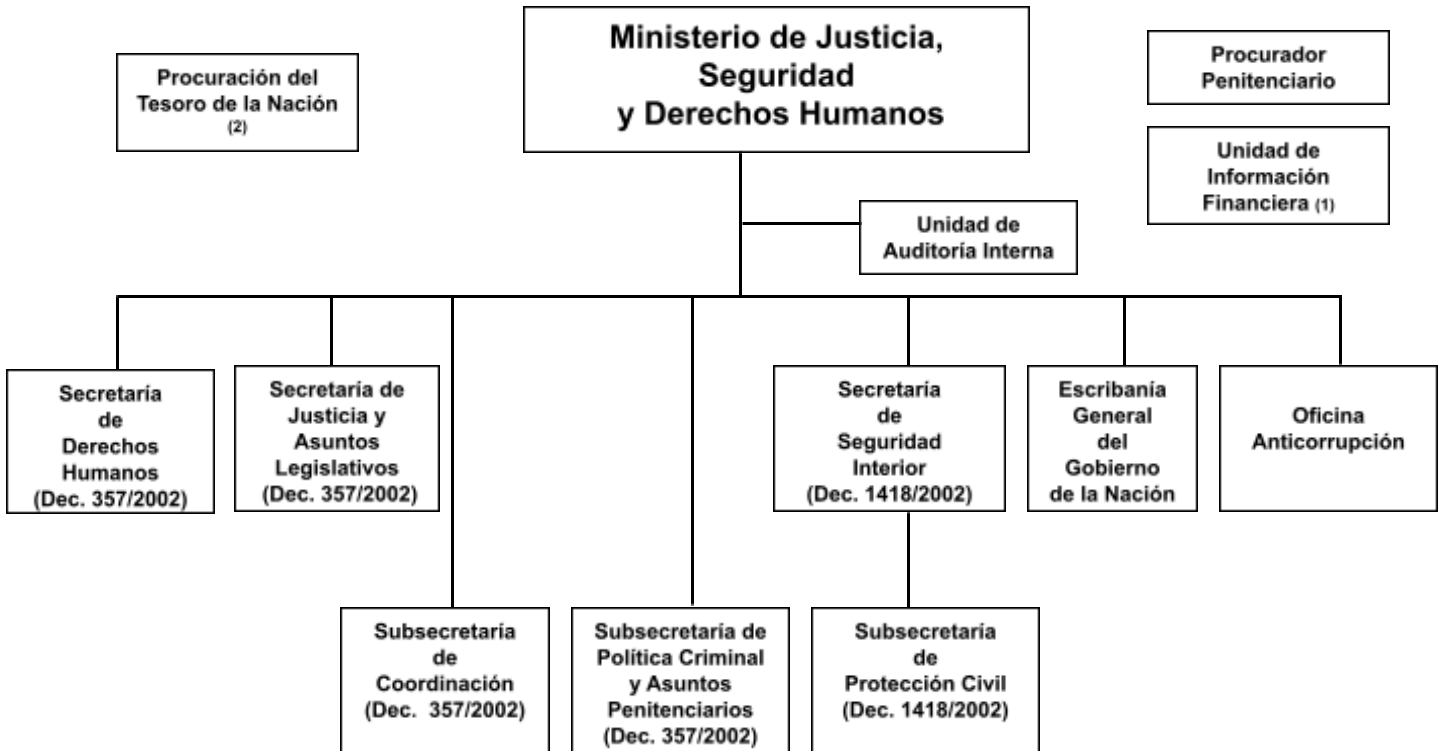 Ministerio de Justicia,
Seguridad
y Derechos Humanos
Procuración del
Tesoro de la Nación
(2)
Procurador
Penitenciario
Unidad de
Información
Financiera (1)
Unidad de
Auditoría Interna
Secretaría
de
Derechos
Humanos
(Dec. 357/2002)
Secretaría de
Justicia y
Asuntos
Legislativos
(Dec. 357/2002)
Secretaría
de
Seguridad
Interior
(Dec. 1418/2002)
Escribanía
General
del
Gobierno
de la Nación
Oficina
Anticorrupción
Subsecretaría
de
Coordinación
(Dec. 357/2002)
Subsecretaría de
Política Criminal
y Asuntos
Penitenciarios
(Dec. 357/2002)
Subsecretaría
de
Protección Civil
(Dec. 1418/2002)